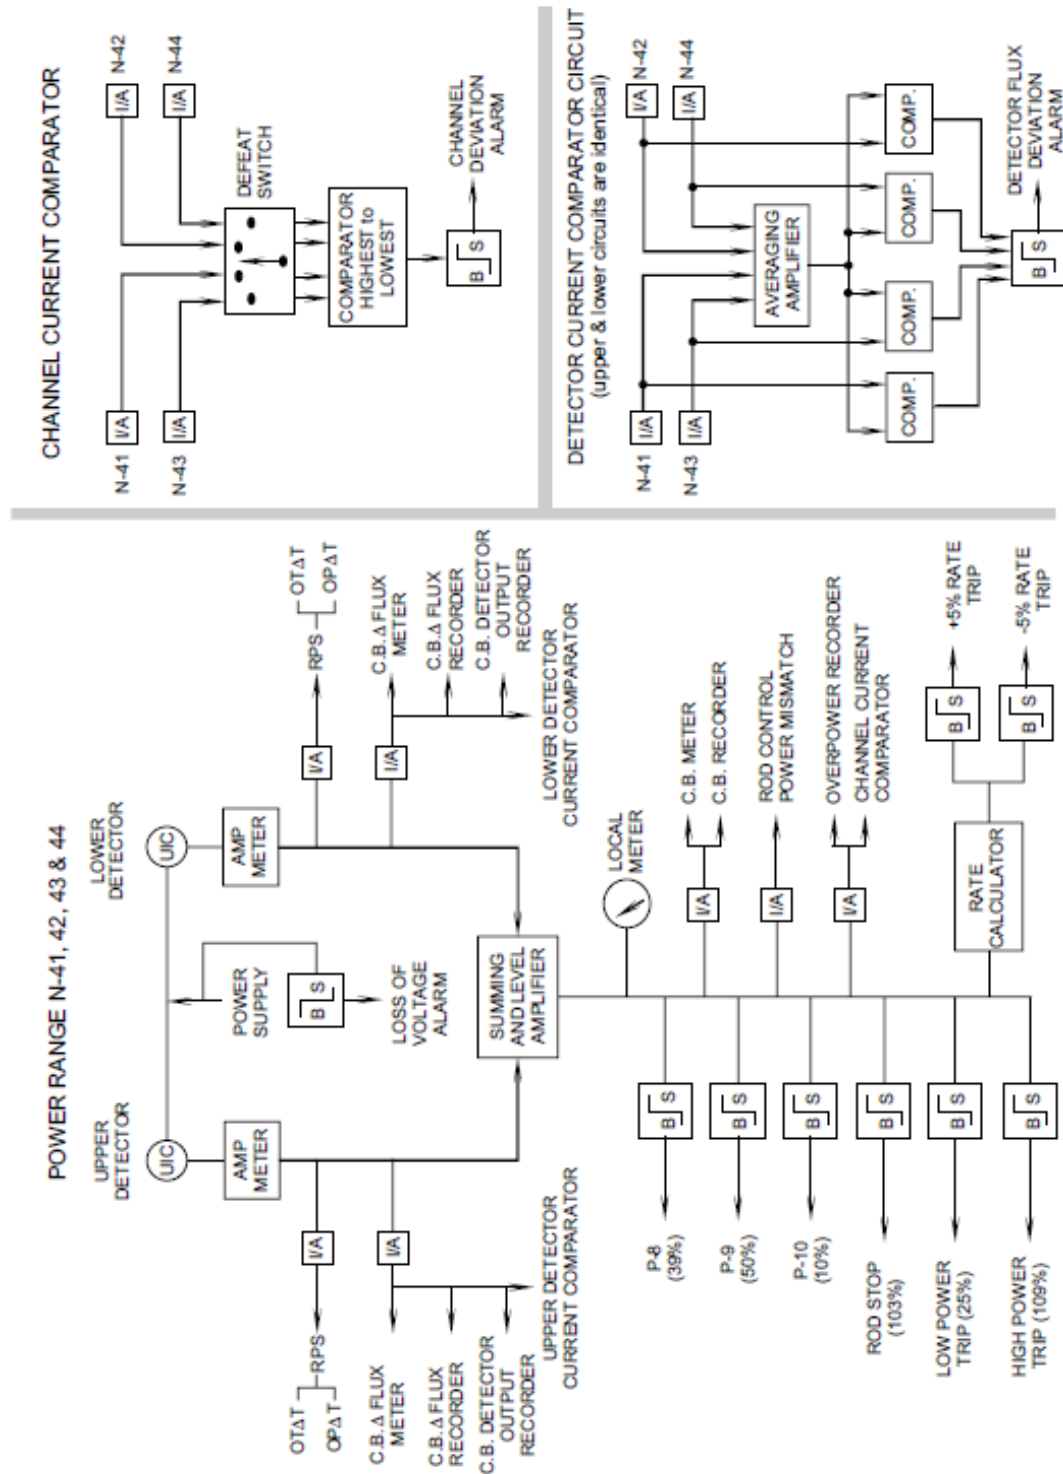 POWER RANGE N-41, 42, 43 & 44
UPPER
DETECTOR
LOWER
DETECTOR
UIC
UIC
AMP
METER
POWER
SUPPLY
AMP
METER
B S
LOSS OF
VOLTAGE
ALARM
I/A
RPS
OTΔT
OPΔT
I/A
C.B. Δ FLUX
METER
C.B. Δ FLUX
RECORDER
C.B. DETECTOR
OUTPUT
RECORDER
UPPER DETECTOR
CURRENT COMPARATOR
I/A
RPS
OTΔT
OPΔT
I/A
C.B. Δ FLUX
METER
C.B. Δ FLUX
RECORDER
C.B. DETECTOR
OUTPUT
RECORDER
LOWER DETECTOR
CURRENT COMPARATOR
SUMMING
AND LEVEL
AMPLIFIER
LOCAL
METER
B S
P-8
(39%)
B S
P-9
(50%)
B S
P-10
(10%)
B S
ROD STOP
(103%)
B S
LOW POWER
TRIP (25%)
B S
HIGH POWER
TRIP (109%)
I/A
C.B. METER
C.B. RECORDER
I/A
ROD CONTROL
POWER MISMATCH
I/A
OVERPOWER RECORDER
CHANNEL CURRENT
COMPARATOR
RATE
CALCULATOR
B S
+5% RATE
TRIP
B S
-5% RATE
TRIP
CHANNEL CURRENT COMPARATOR
N-41
I/A
I/A
N-42
N-43
I/A
I/A
N-44
DEFEAT
SWITCH
COMPARATOR
HIGHEST to
LOWEST
B S
CHANNEL
DEVIATION
ALARM
DETECTOR CURRENT COMPARATOR CIRCUIT
(upper & lower circuits are identical)
N-41
I/A
I/A
N-42
N-43
I/A
I/A
N-44
AVERAGING
AMPLIFIER
COMP.
COMP.
COMP.
COMP.
B S
DETECTOR FLUX
DEVIATION
ALARM